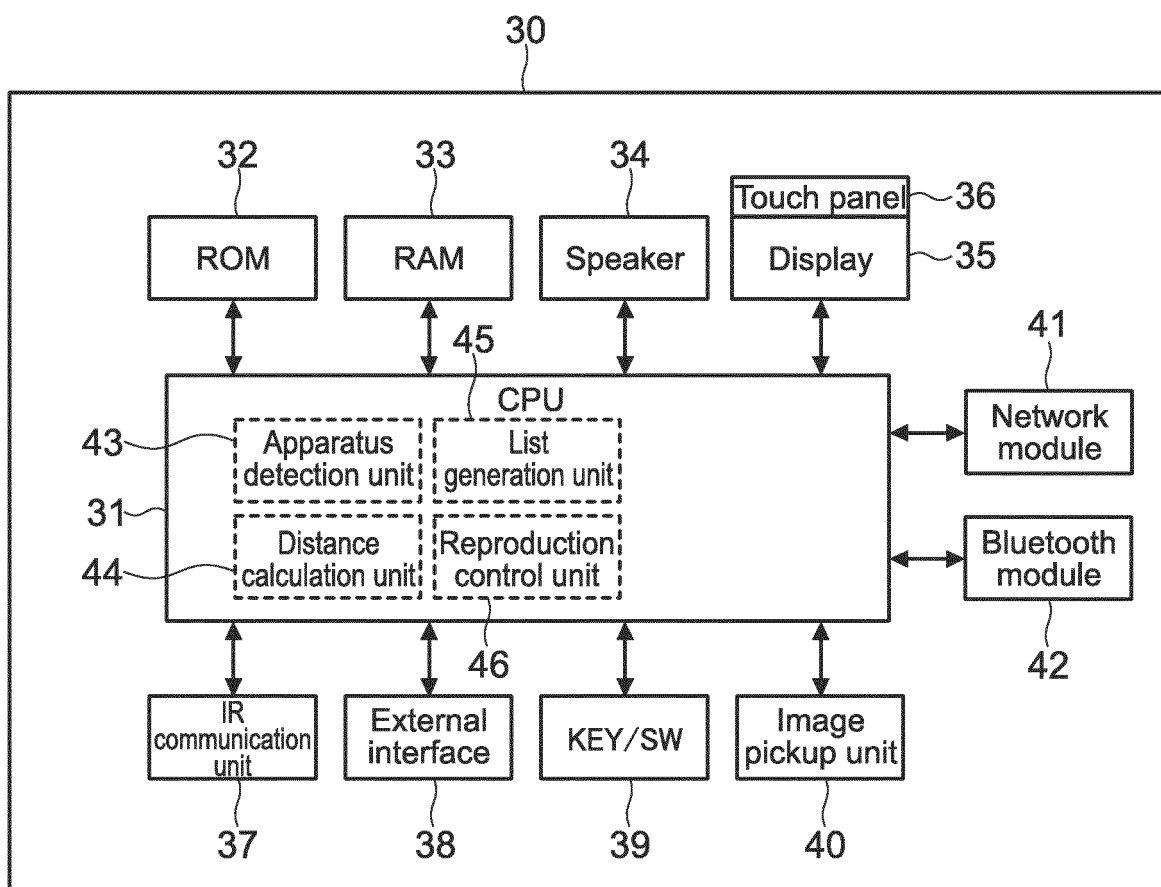 30
32
33
34
ROM
RAM
Speaker
Touch panel
36
Display
35
45
41
CPU
Network
module
43
Apparatus
detection unit
List
generation unit
31
44
Distance
calculation unit
Reproduction
control unit
Bluetooth
module
46
42
IR
communication
unit
External
interface
KEY/SW
Image
pickup unit
37
38
39
40